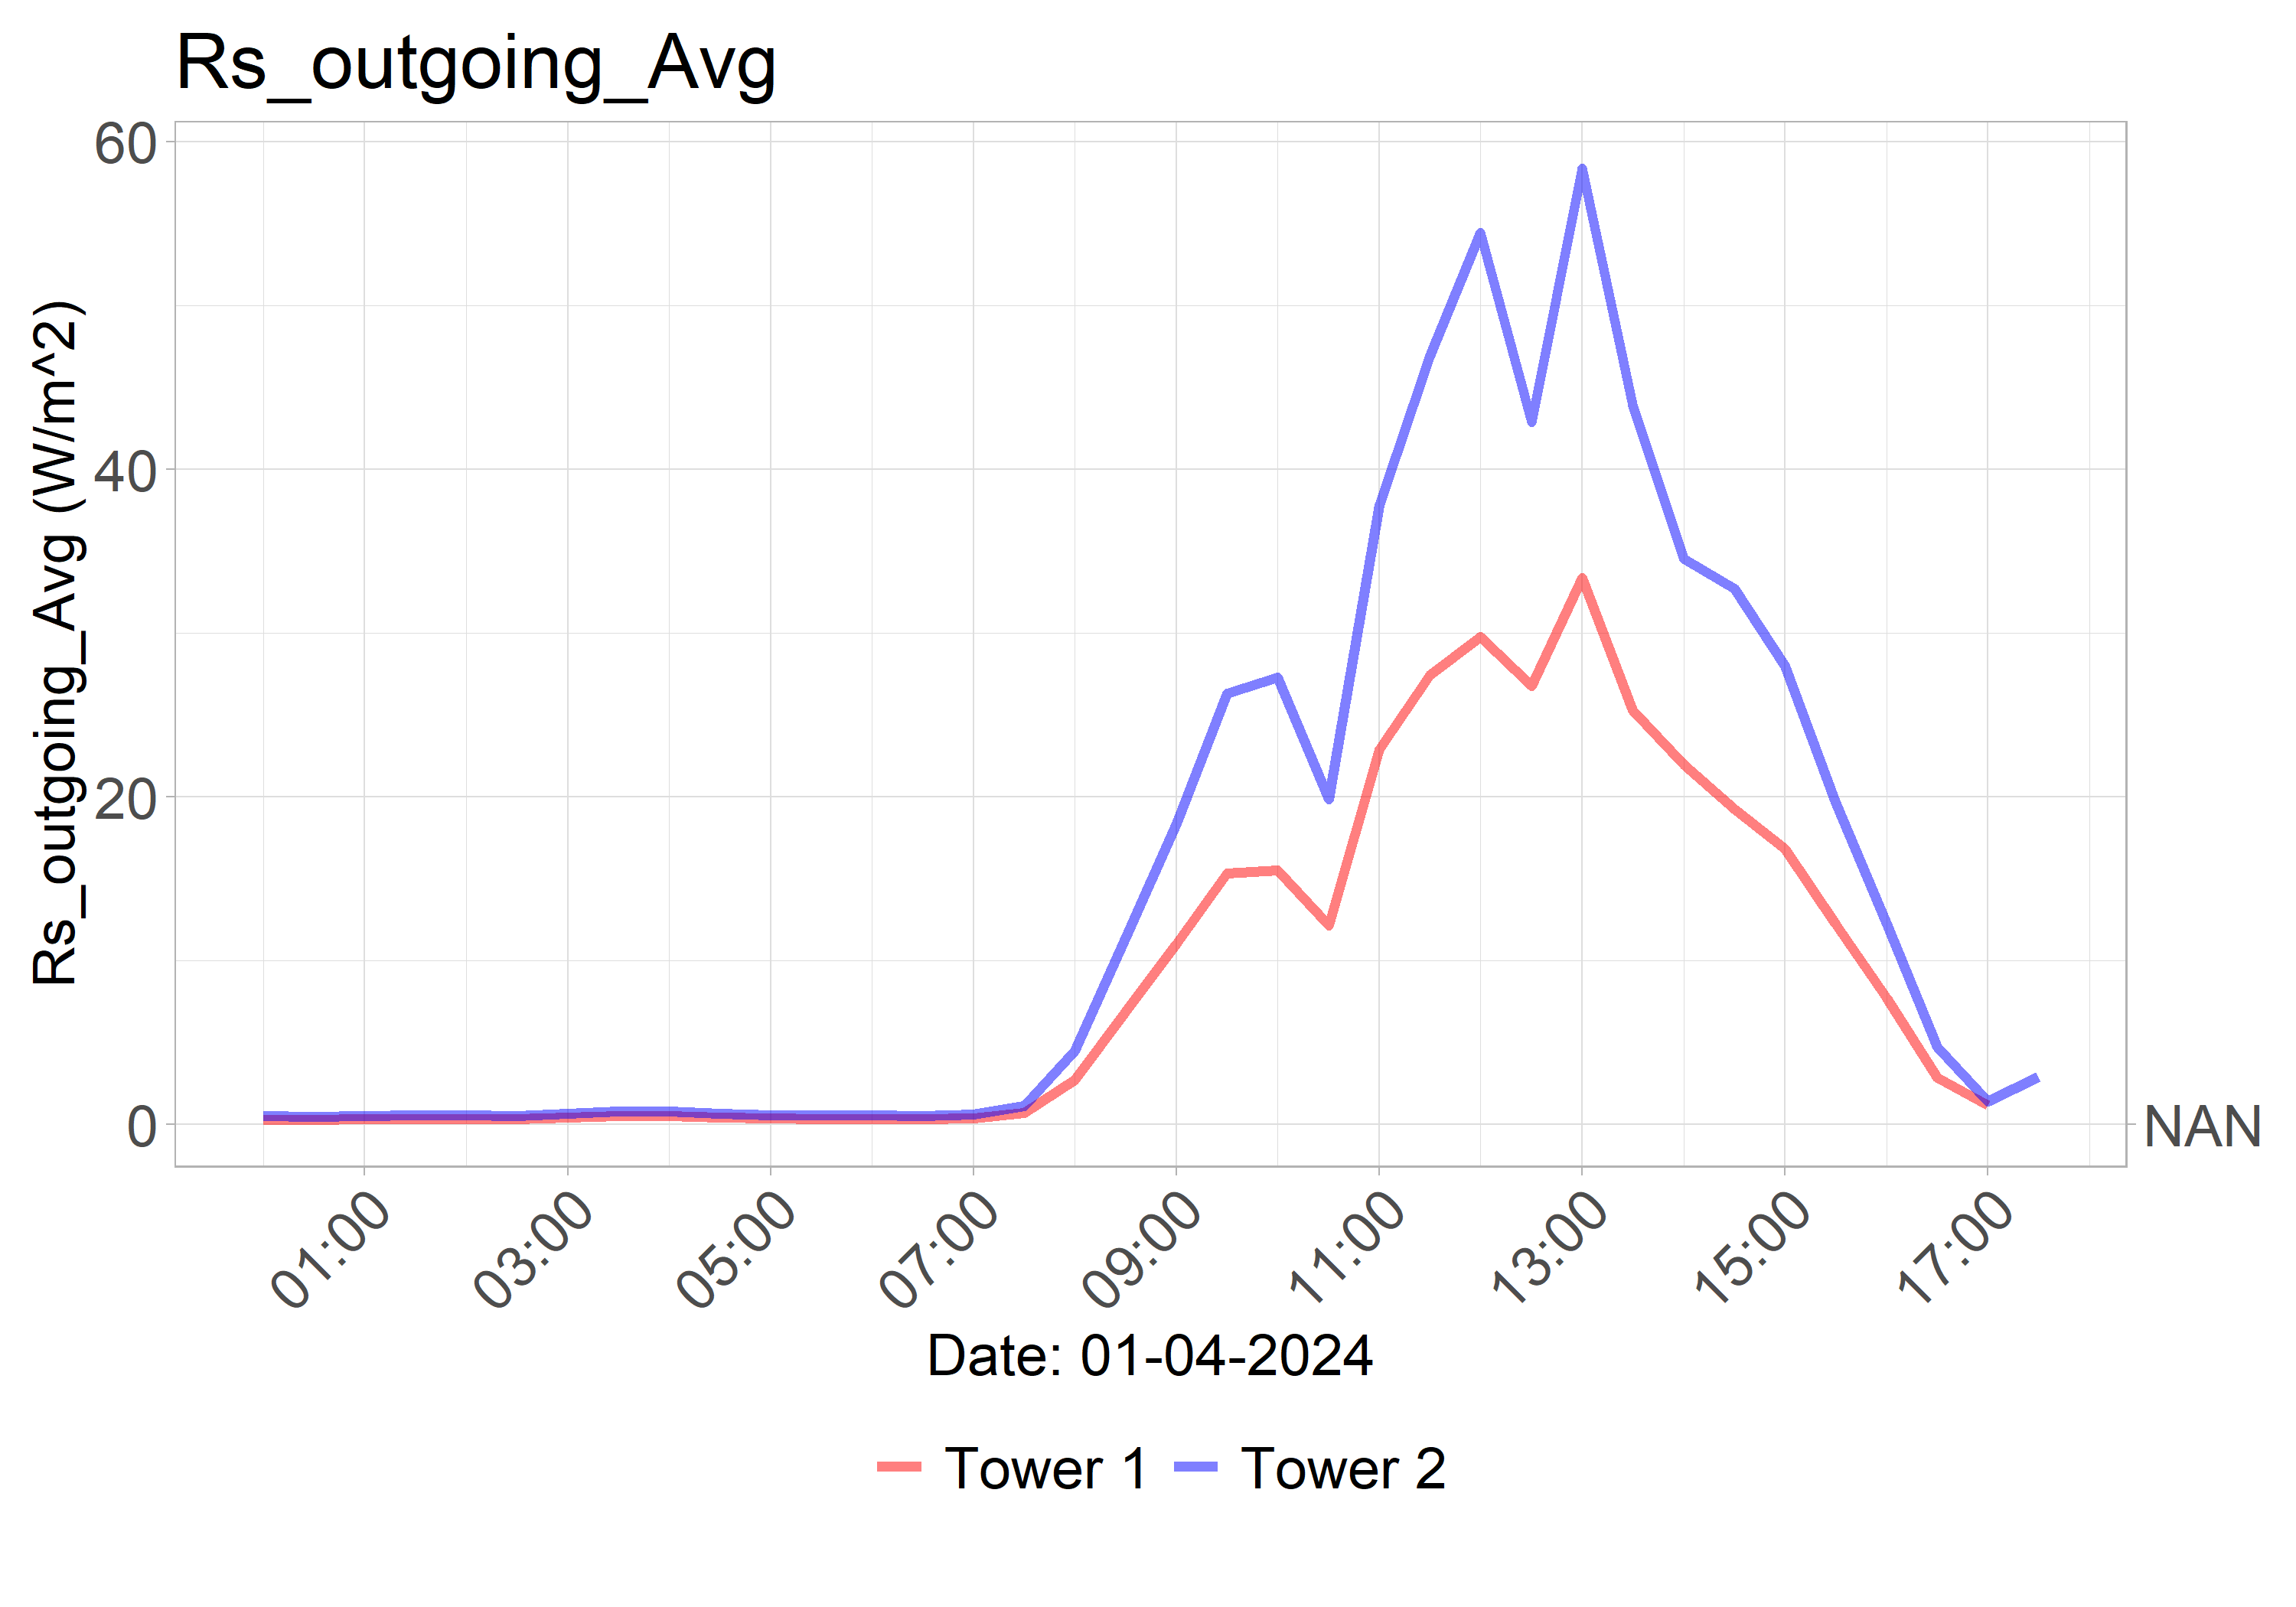 Rs_outgoing_Avg
Rs_outgoing_Avg (W/m^2)
60
40
20
0
NAN
01:00
03:00
05:00
07:00
09:00
11:00
13:00
15:00
17:00
Date: 01-04-2024
Tower 1 Tower 2